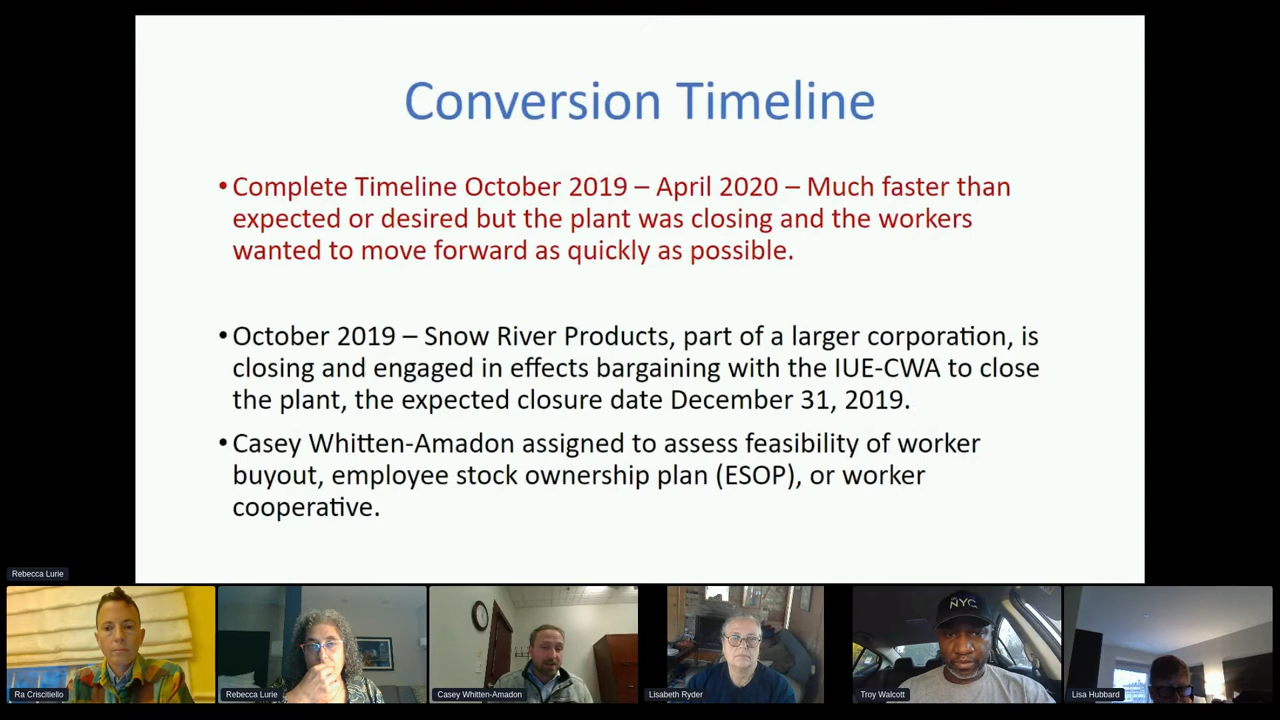 Conversion Timeline
•Complete Timeline October 2019 – April 2020 – Much faster than
expected or desired but the plant was closing and the workers
wanted to move forward as quickly as possible.
•October 2019 – Snow River Products, part of a larger corporation, is
closing and engaged in effects bargaining with the IUE-CWA to close
the plant, the expected closure date December 31, 2019.
•Casey Whitten-Amadon assigned to assess feasibility of worker
buyout, employee stock ownership plan (ESOP), or worker
cooperative.
Rebecca Lurie
NYC
Ra Criscitiello
Rebecca Lurie
Casey Whitten-Amadon
Lisabeth Ryder
Troy Walcott
Lisa Hubbard